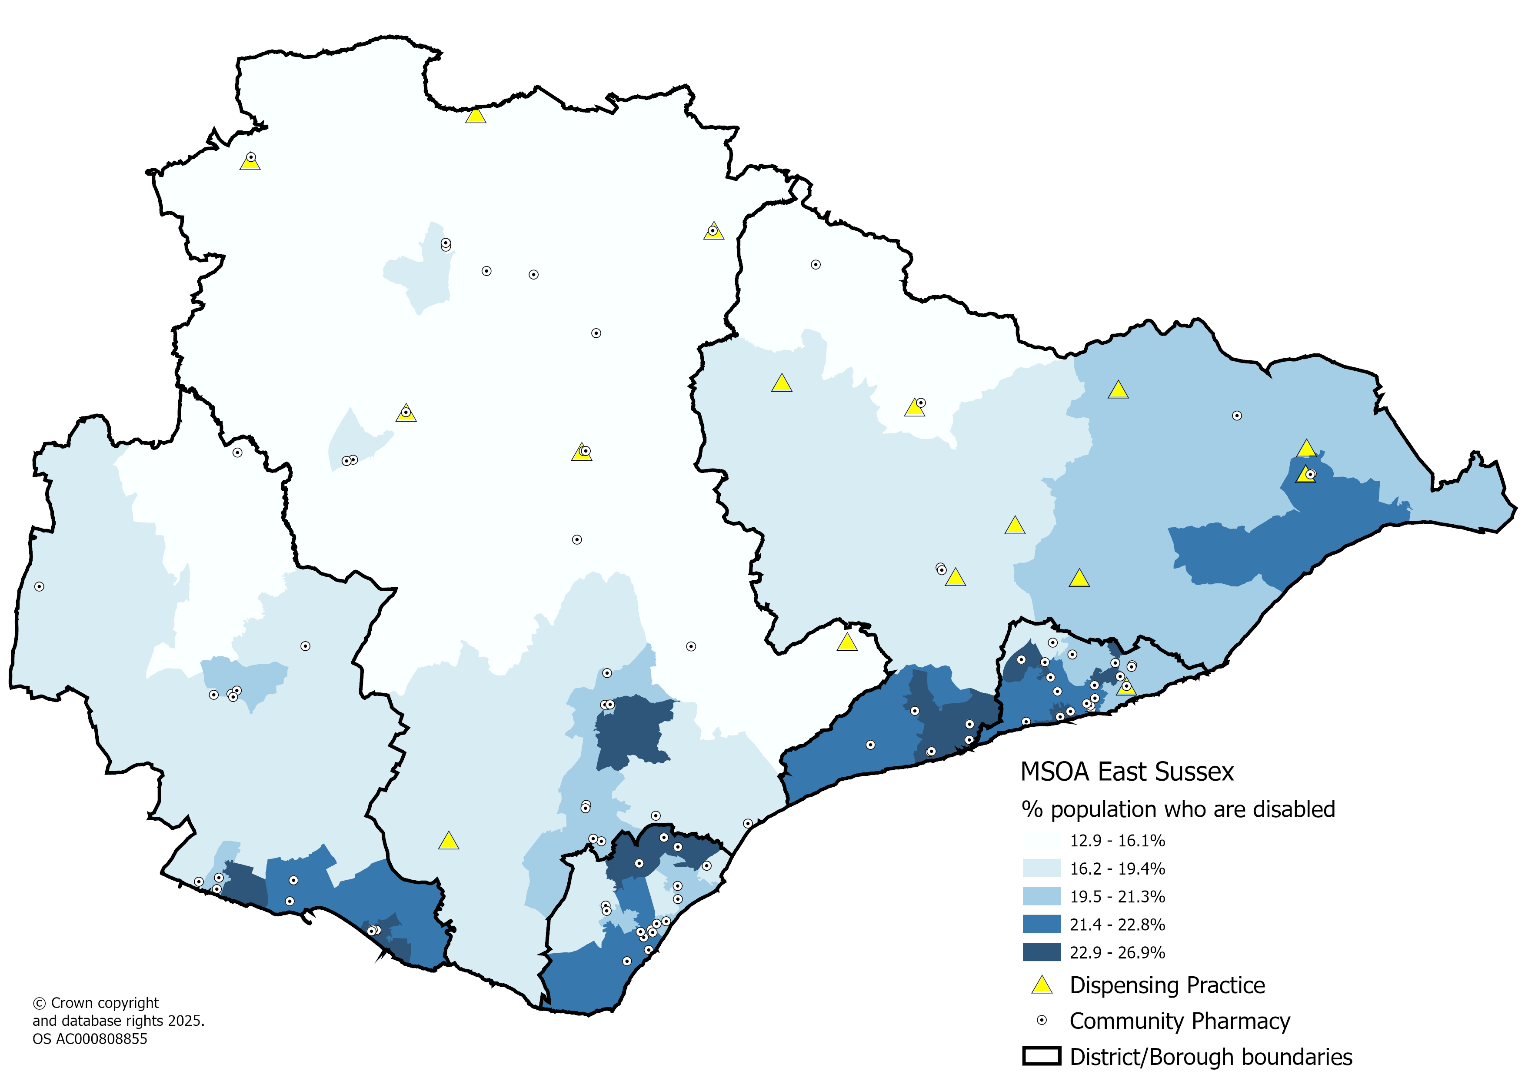 MSOA East Sussex
% population who are disabled
12.9 - 16.1%
16.2 - 19.4%
19.5 - 21.3%
21.4 - 22.8%
22.9 - 26.9%
Dispensing Practice
Community Pharmacy
District/Borough boundaries
© Crown copyright
and database rights 2025.
OS AC000808855